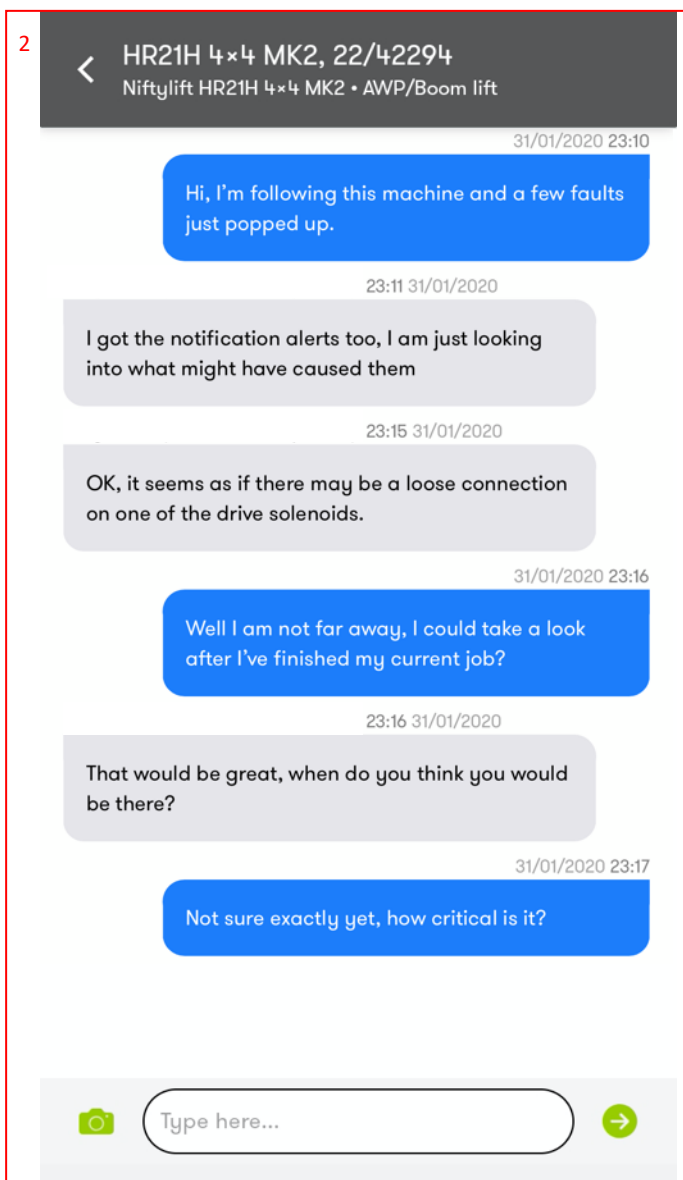 2
HR21H 4×4 MK2, 22/42294
Niftylift HR21H 4×4 MK2 • AWP/Boom lift
31/01/2020 23:10
Hi, I'm following this machine and a few faults
just popped up.
23:11 31/01/2020
I got the notification alerts too, I am just looking
into what might have caused them
23:15 31/01/2020
OK, it seems as if there may be a loose connection
on one of the drive solenoids.
31/01/2020 23:16
Well I am not far away, I could take a look
after I've finished my current job?
23:16 31/01/2020
That would be great, when do you think you would
be there?
31/01/2020 23:17
Not sure exactly yet, how critical is it?
Type here...